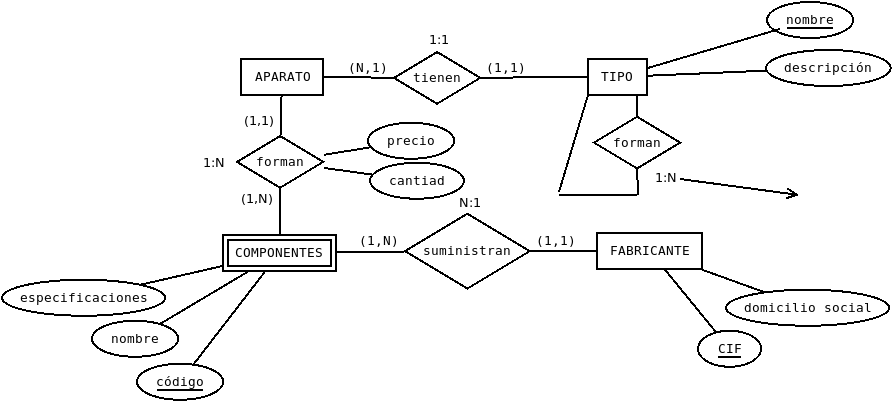 nombre
1:1
APARATO
(N,1)
tienen
(1,1)
TIPO
descripción
(1,1)
precio
forman
1:N
forman
cantiad
1:N
(1,N)
N:1
COMPONENTES
(1,N)
suministran
(1,1)
FABRICANTE
especificaciones
domicilio social
nombre
CIF
código